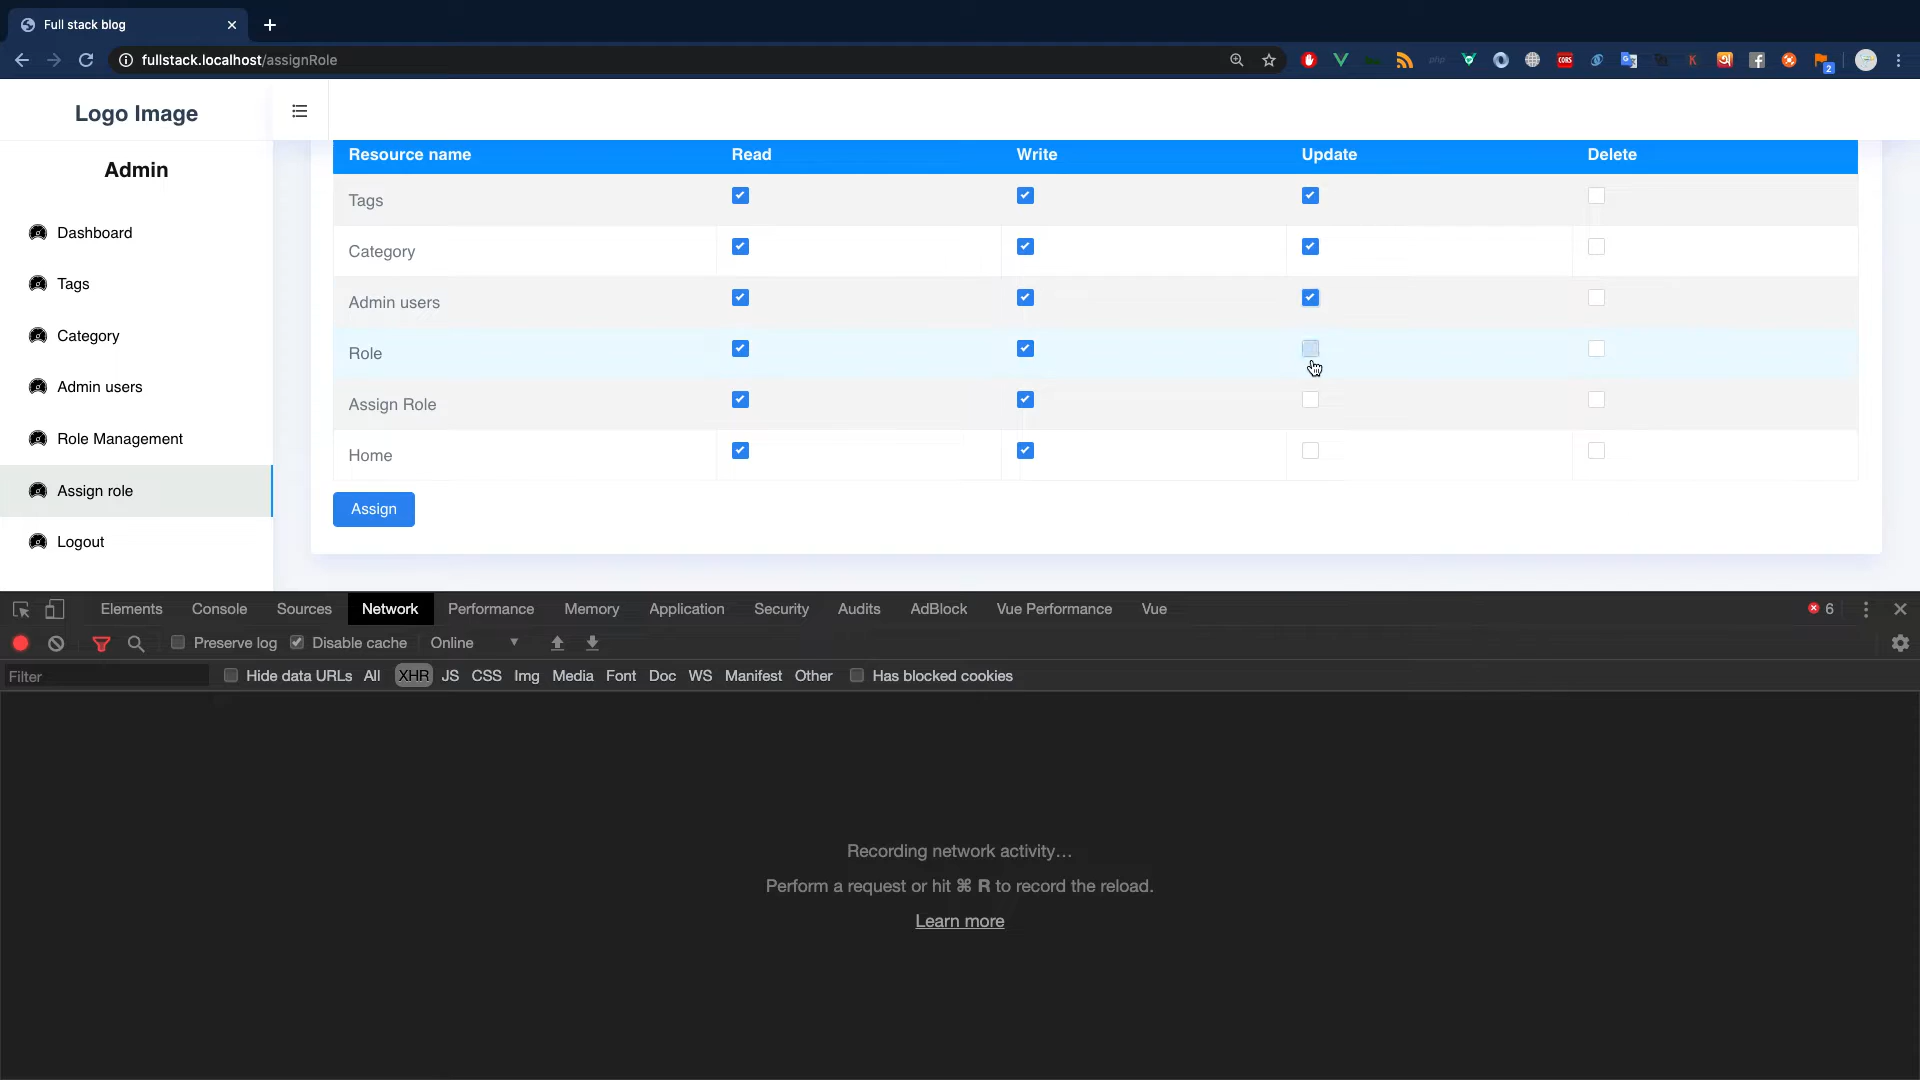 Full stack blog
fullstack.localhost/assignRole
php
CORS
K
2
Logo Image
Admin
Dashboard
Tags
Category
Admin users
Role Management
Assign role
Logout
Resource name Read Write Update Delete
Tags
Category
Admin users
Role
Assign Role
Home
Assign
Elements Console Sources Network Performance Memory Application Security Audits AdBlock Vue Performance Vue 6
Preserve log Disable cache Online
Filter Hide data URLs All XHR JS CSS Img Media Font Doc WS Manifest Other Has blocked cookies
Recording network activity…
Perform a request or hit ⌘ R to record the reload.
Learn more